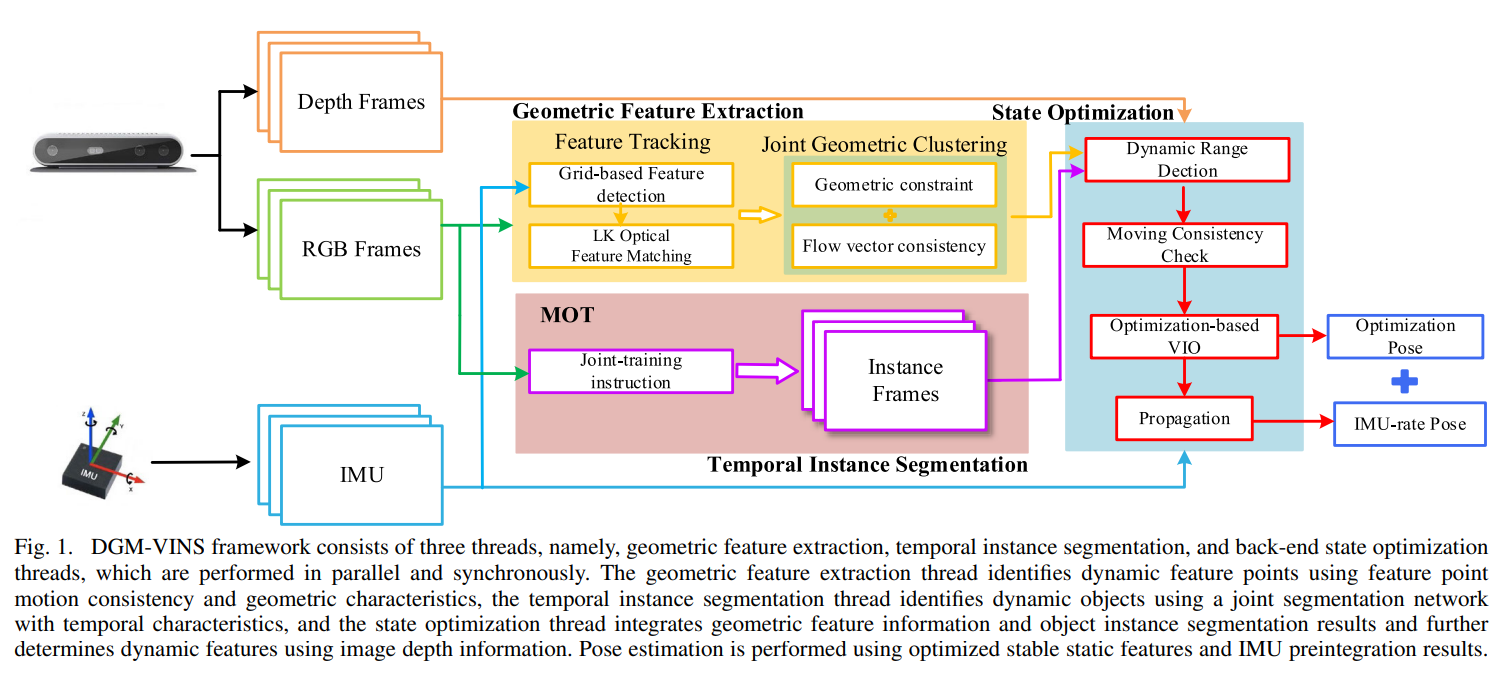 Depth Frames
RGB Frames
IMU
IMU
z
Y
X
Geometric Feature Extraction
Feature Tracking
Grid-based Feature
detection
LK Optical
Feature Matching
Joint Geometric Clustering
Geometric constraint
Flow vector consistency
MOT
Joint-training
instruction
Instance
Frames
Temporal Instance Segmentation
State Optimization
Dynamic Range
Dection
Moving Consistency
Check
Optimization-based
VIO
Propagation
Optimization
Pose
IMU-rate Pose
Fig. 1. DGM-VINS framework consists of three threads, namely, geometric feature extraction, temporal instance segmentation, and back-end state optimization
threads, which are performed in parallel and synchronously. The geometric feature extraction thread identifies dynamic feature points using feature point
motion consistency and geometric characteristics, the temporal instance segmentation thread identifies dynamic objects using a joint segmentation network
with temporal characteristics, and the state optimization thread integrates geometric feature information and object instance segmentation results and further
determines dynamic features using image depth information. Pose estimation is performed using optimized stable static features and IMU preintegration results.